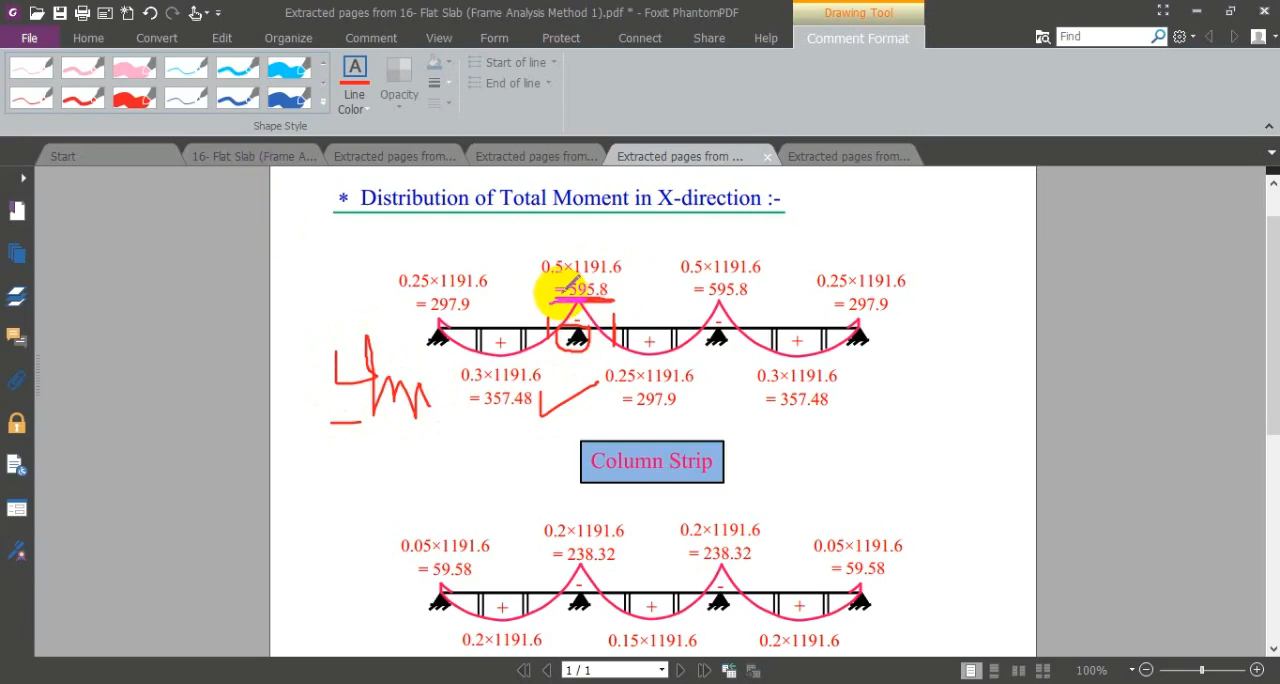 Extracted pages from 16- Flat Slab (Frame Analysis Method 1).pdf * - Foxit PhantomPDF
Drawing Tool
File Home Convert Edit Organize Comment View Form Protect Connect Share Help Comment Format
Find
A
Line Color
Opacity
Start of line
End of line
Shape Style
Start
16- Flat Slab (Frame A...
Extracted pages from...
Extracted pages from...
Extracted pages from ...
Extracted pages from...
* Distribution of Total Moment in X-direction :-
0.25×1191.6
= 297.9
0.5×1191.6
= 595.8
0.5×1191.6
= 595.8
0.25×1191.6
= 297.9
- -
+ + +
0.3×1191.6
= 357.48
0.25×1191.6
= 297.9
0.3×1191.6
= 357.48
Column Strip
0.05×1191.6
= 59.58
0.2×1191.6
= 238.32
0.2×1191.6
= 238.32
0.05×1191.6
= 59.58
- -
+ + +
0.2×1191.6
0.15×1191.6
0.2×1191.6
1 / 1
100%